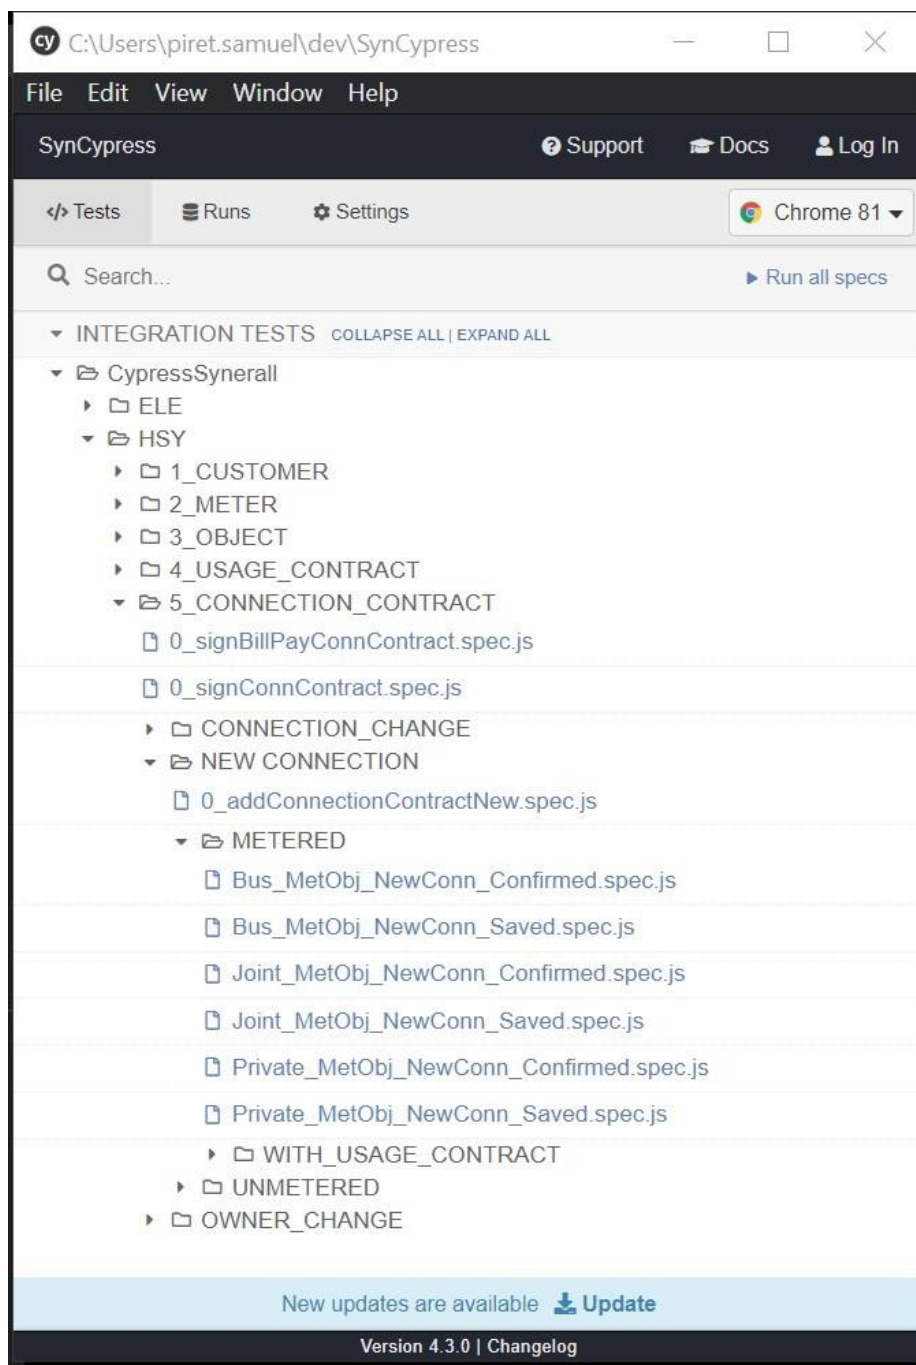 cy C:\Users\piret.samuel\dev\SynCypress
File Edit View Window Help
SynCypress Support Docs Log In
</> Tests Runs Settings Chrome 81
Search... Run all specs
INTEGRATION TESTS COLLAPSE ALL | EXPAND ALL
CypressSynerall
ELE
HSY
1_CUSTOMER
2_METER
3_OBJECT
4_USAGE_CONTRACT
5_CONNECTION_CONTRACT
0_signBillPayConnContract.spec.js
0_signConnContract.spec.js
CONNECTION_CHANGE
NEW CONNECTION
0_addConnectionContractNew.spec.js
METERED
Bus_MetObj_NewConn_Confirmed.spec.js
Bus_MetObj_NewConn_Saved.spec.js
Joint_MetObj_NewConn_Confirmed.spec.js
Joint_MetObj_NewConn_Saved.spec.js
Private_MetObj_NewConn_Confirmed.spec.js
Private_MetObj_NewConn_Saved.spec.js
WITH_USAGE_CONTRACT
UNMETERED
OWNER_CHANGE
New updates are available Update
Version 4.3.0 | Changelog